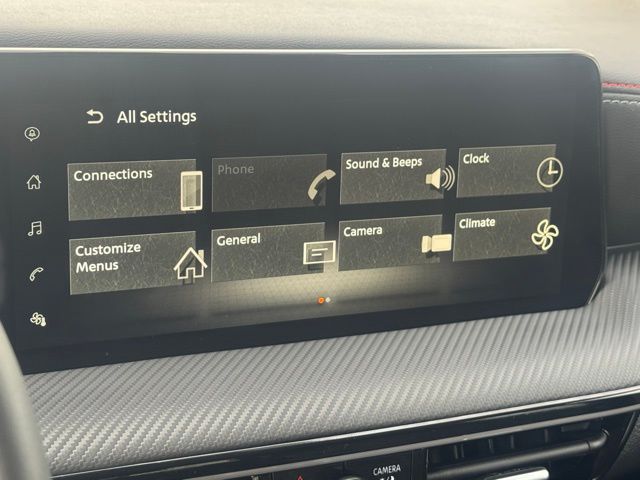 All Settings
Connections
Phone
Sound & Beeps
Clock
Customize
Menus
General
Camera
Climate
CAMERA